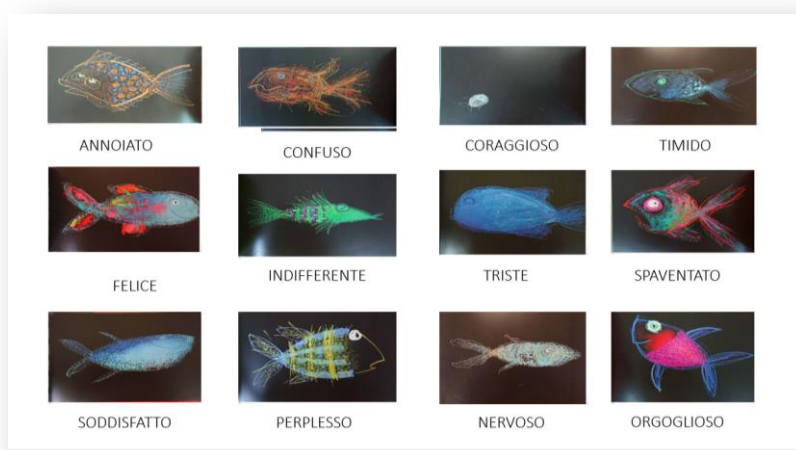 ANNOIATO
CONFUSO
CORAGGIOSO
TIMIDO
FELICE
INDIFFERENTE
TRISTE
SPAVENTATO
SODDISFATTO
PERPLESSO
NERVOSO
ORGOGLIOSO